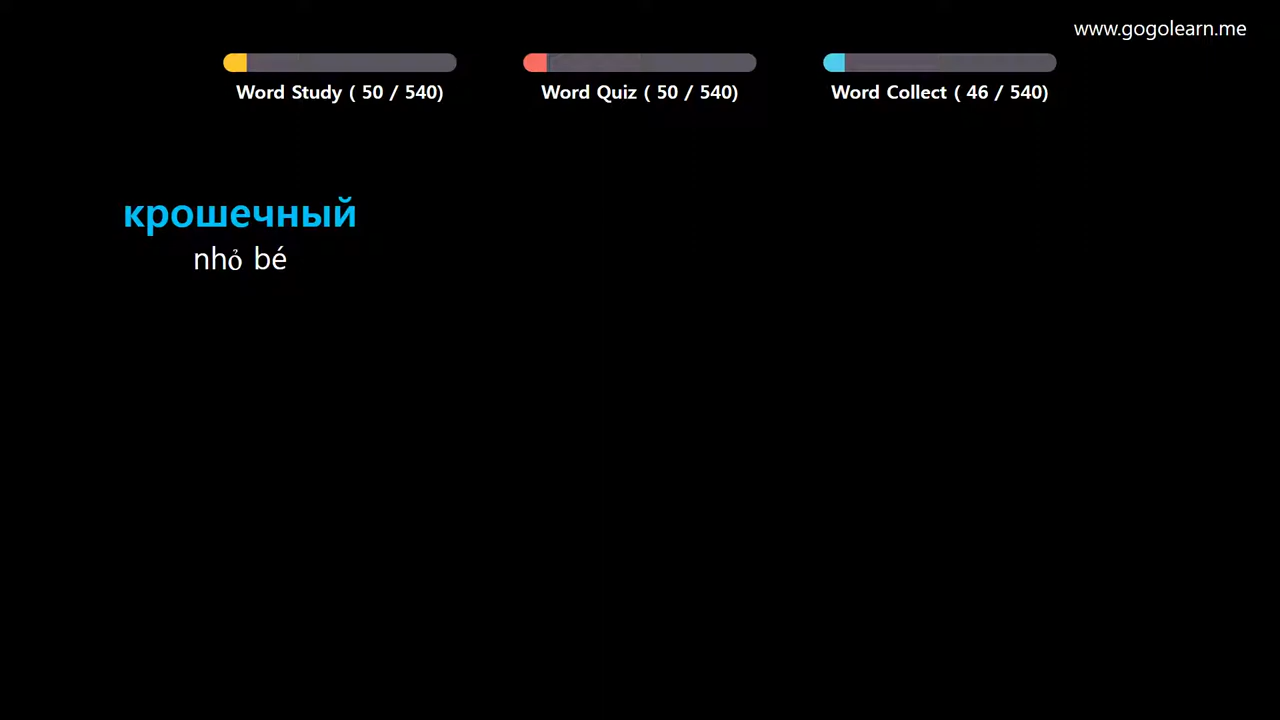 www.gogolearn.me
Word Study ( 50 / 540)
Word Quiz ( 50 / 540)
Word Collect ( 46 / 540)
крошечный
nhỏ bé